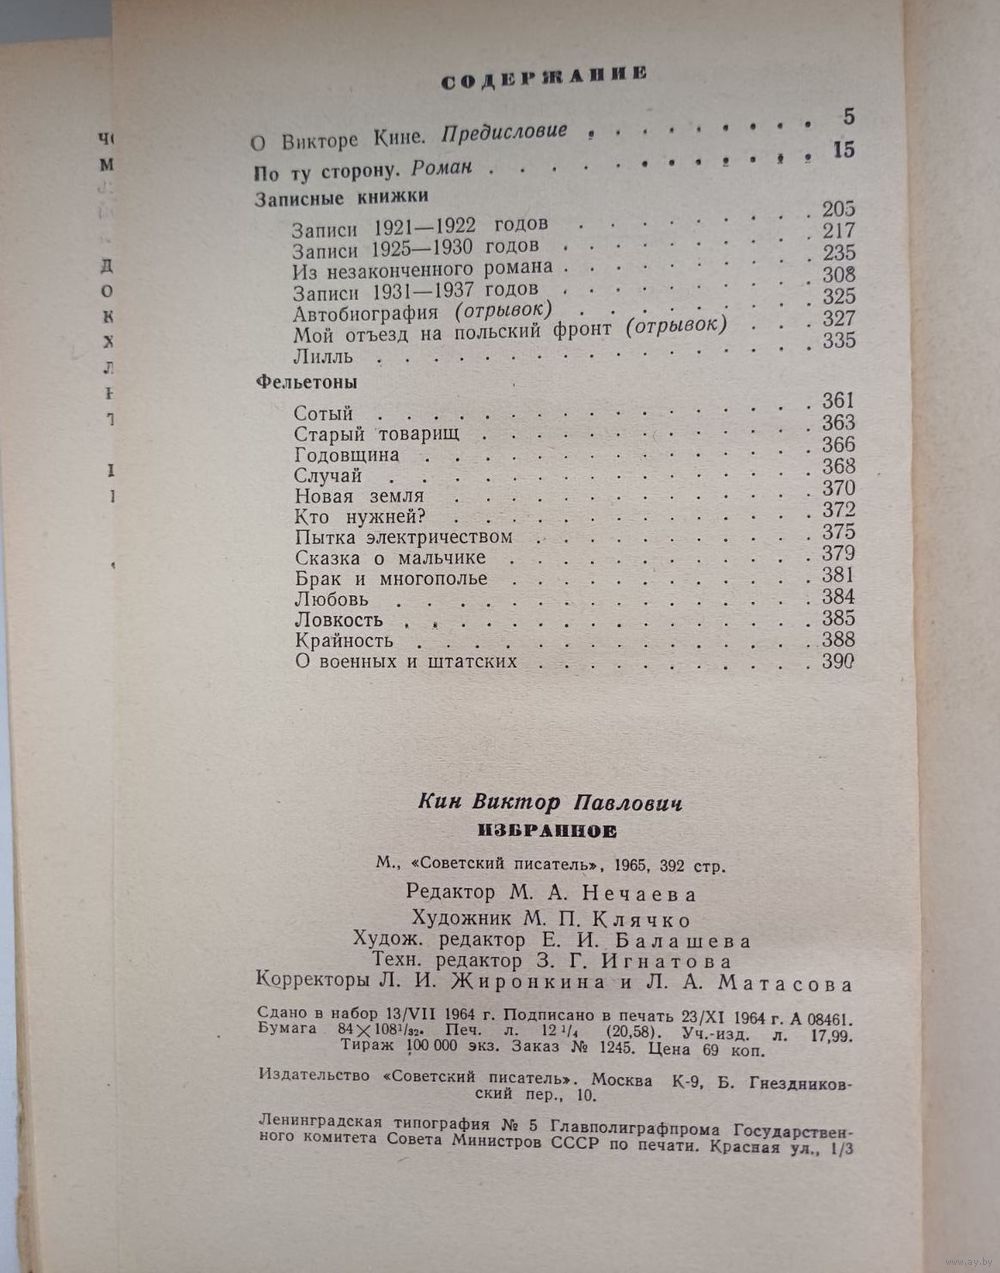 СОДЕРЖАНИЕ
О Викторе Кине. Предисловие . . . . . . . . . 5
По ту сторону. Роман . . . . . . . . . . . . 15
Записные книжки
Записи 1921—1922 годов . . . . . . . . 205
Записи 1925—1930 годов . . . . . . . . . 217
Из незаконченного романа . . . . . . . . . 235
Записи 1931—1937 годов . . . . . . . . . 308
Автобиография (отрывок) . . . . . . . . 325
Мой отъезд на польский фронт (отрывок) . . . 327
Лилль . . . . . . . . . . . . . . . . 335
Фельетоны
Сотый . . . . . . . . . . . . . . . . 361
Старый товарищ . . . . . . . . . . . . 363
Годовщина . . . . . . . . . . . . . . 366
Случай . . . . . . . . . . . . . . . 368
Новая земля . . . . . . . . . . . . . 370
Кто нужней? . . . . . . . . . . . . . 372
Пытка электричеством . . . . . . . . . . 375
Сказка о мальчике . . . . . . . . . . . 379
Брак и многополье . . . . . . . . . . . 381
Любовь . . . . . . . . . . . . . . . 384
Ловкость . . . . . . . . . . . . . . . 385
Крайность . . . . . . . . . . . . . . 388
О военных и штатских . . . . . . . . . . 390
Кин Виктор Павлович
ИЗБРАННОЕ
М., «Советский писатель», 1965, 392 стр.
Редактор М. А. Нечаева
Художник М. П. Клячко
Худож. редактор Е. И. Балашева
Техн. редактор З. Г. Игнатова
Корректоры Л. И. Жиронкина и Л. А. Матасова
Сдано в набор 13/VII 1964 г. Подписано в печать 23/XI 1964 г. А 08461.
Бумага 84×108¹/₃₂. Печ. л. 12 ¹/₄ (20,58). Уч.-изд. л. 17,99.
Тираж 100 000 экз. Заказ № 1245. Цена 69 коп.
Издательство «Советский писатель». Москва К-9, Б. Гнездников-
ский пер., 10.
Ленинградская типография № 5 Главполиграфпрома Государствен-
ного комитета Совета Министров СССР по печати. Красная ул., 1/3
www.ay.by